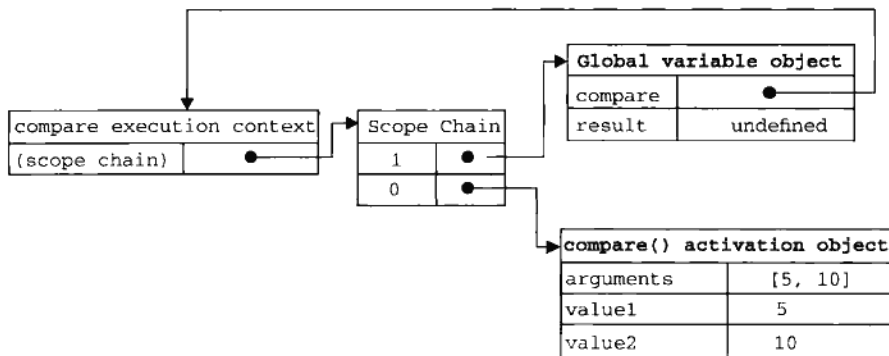 Global variable object
compare
result undefined
compare execution context
(scope chain)
Scope Chain
1
0
compare() activation object
arguments [5, 10]
value1 5
value2 10